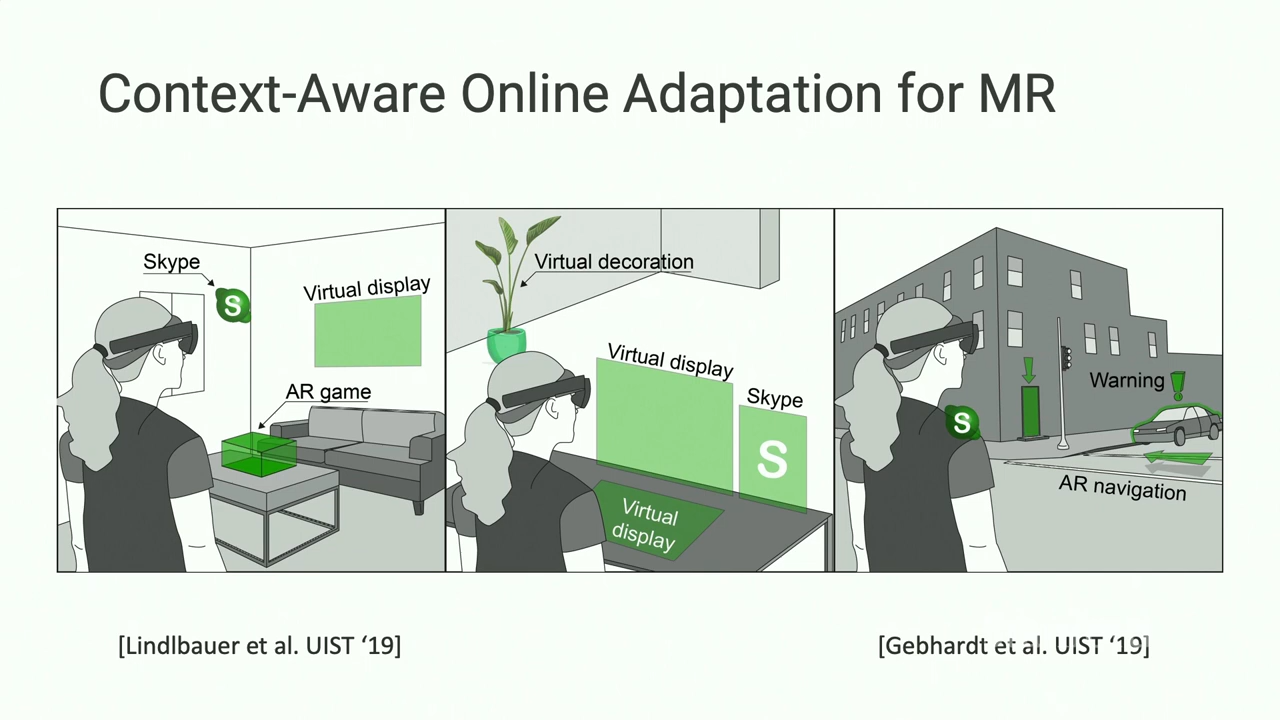 Context-Aware Online Adaptation for MR
Skype
S
Virtual display
AR game
Virtual decoration
Virtual display
Skype
S
Virtual
display
Warning
S
AR navigation
[Lindlbauer et al. UIST ‘19]
[Gebhardt et al. UIST ‘19]